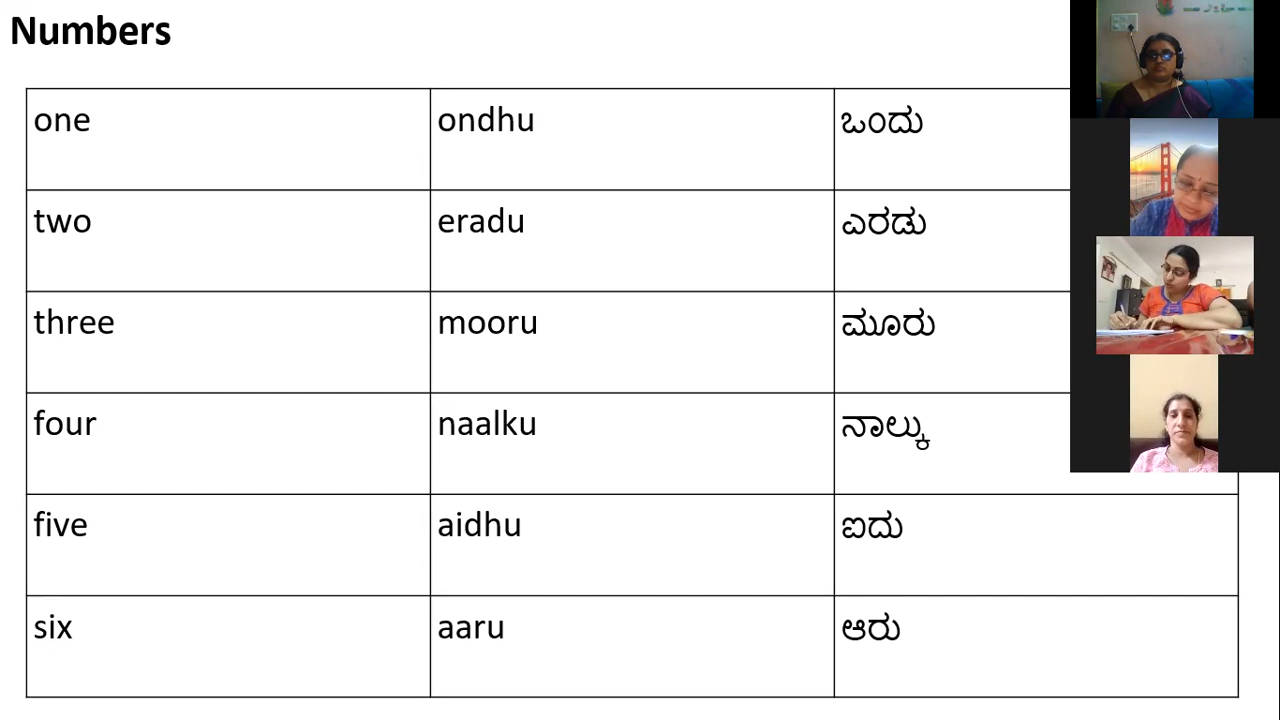 Numbers
one ondhu ಒಂದು
two eradu ಎರಡು
three mooru ಮೂರು
four naalku ನಾಲ್ಕು
five aidhu ಐದು
six aaru ಆರು